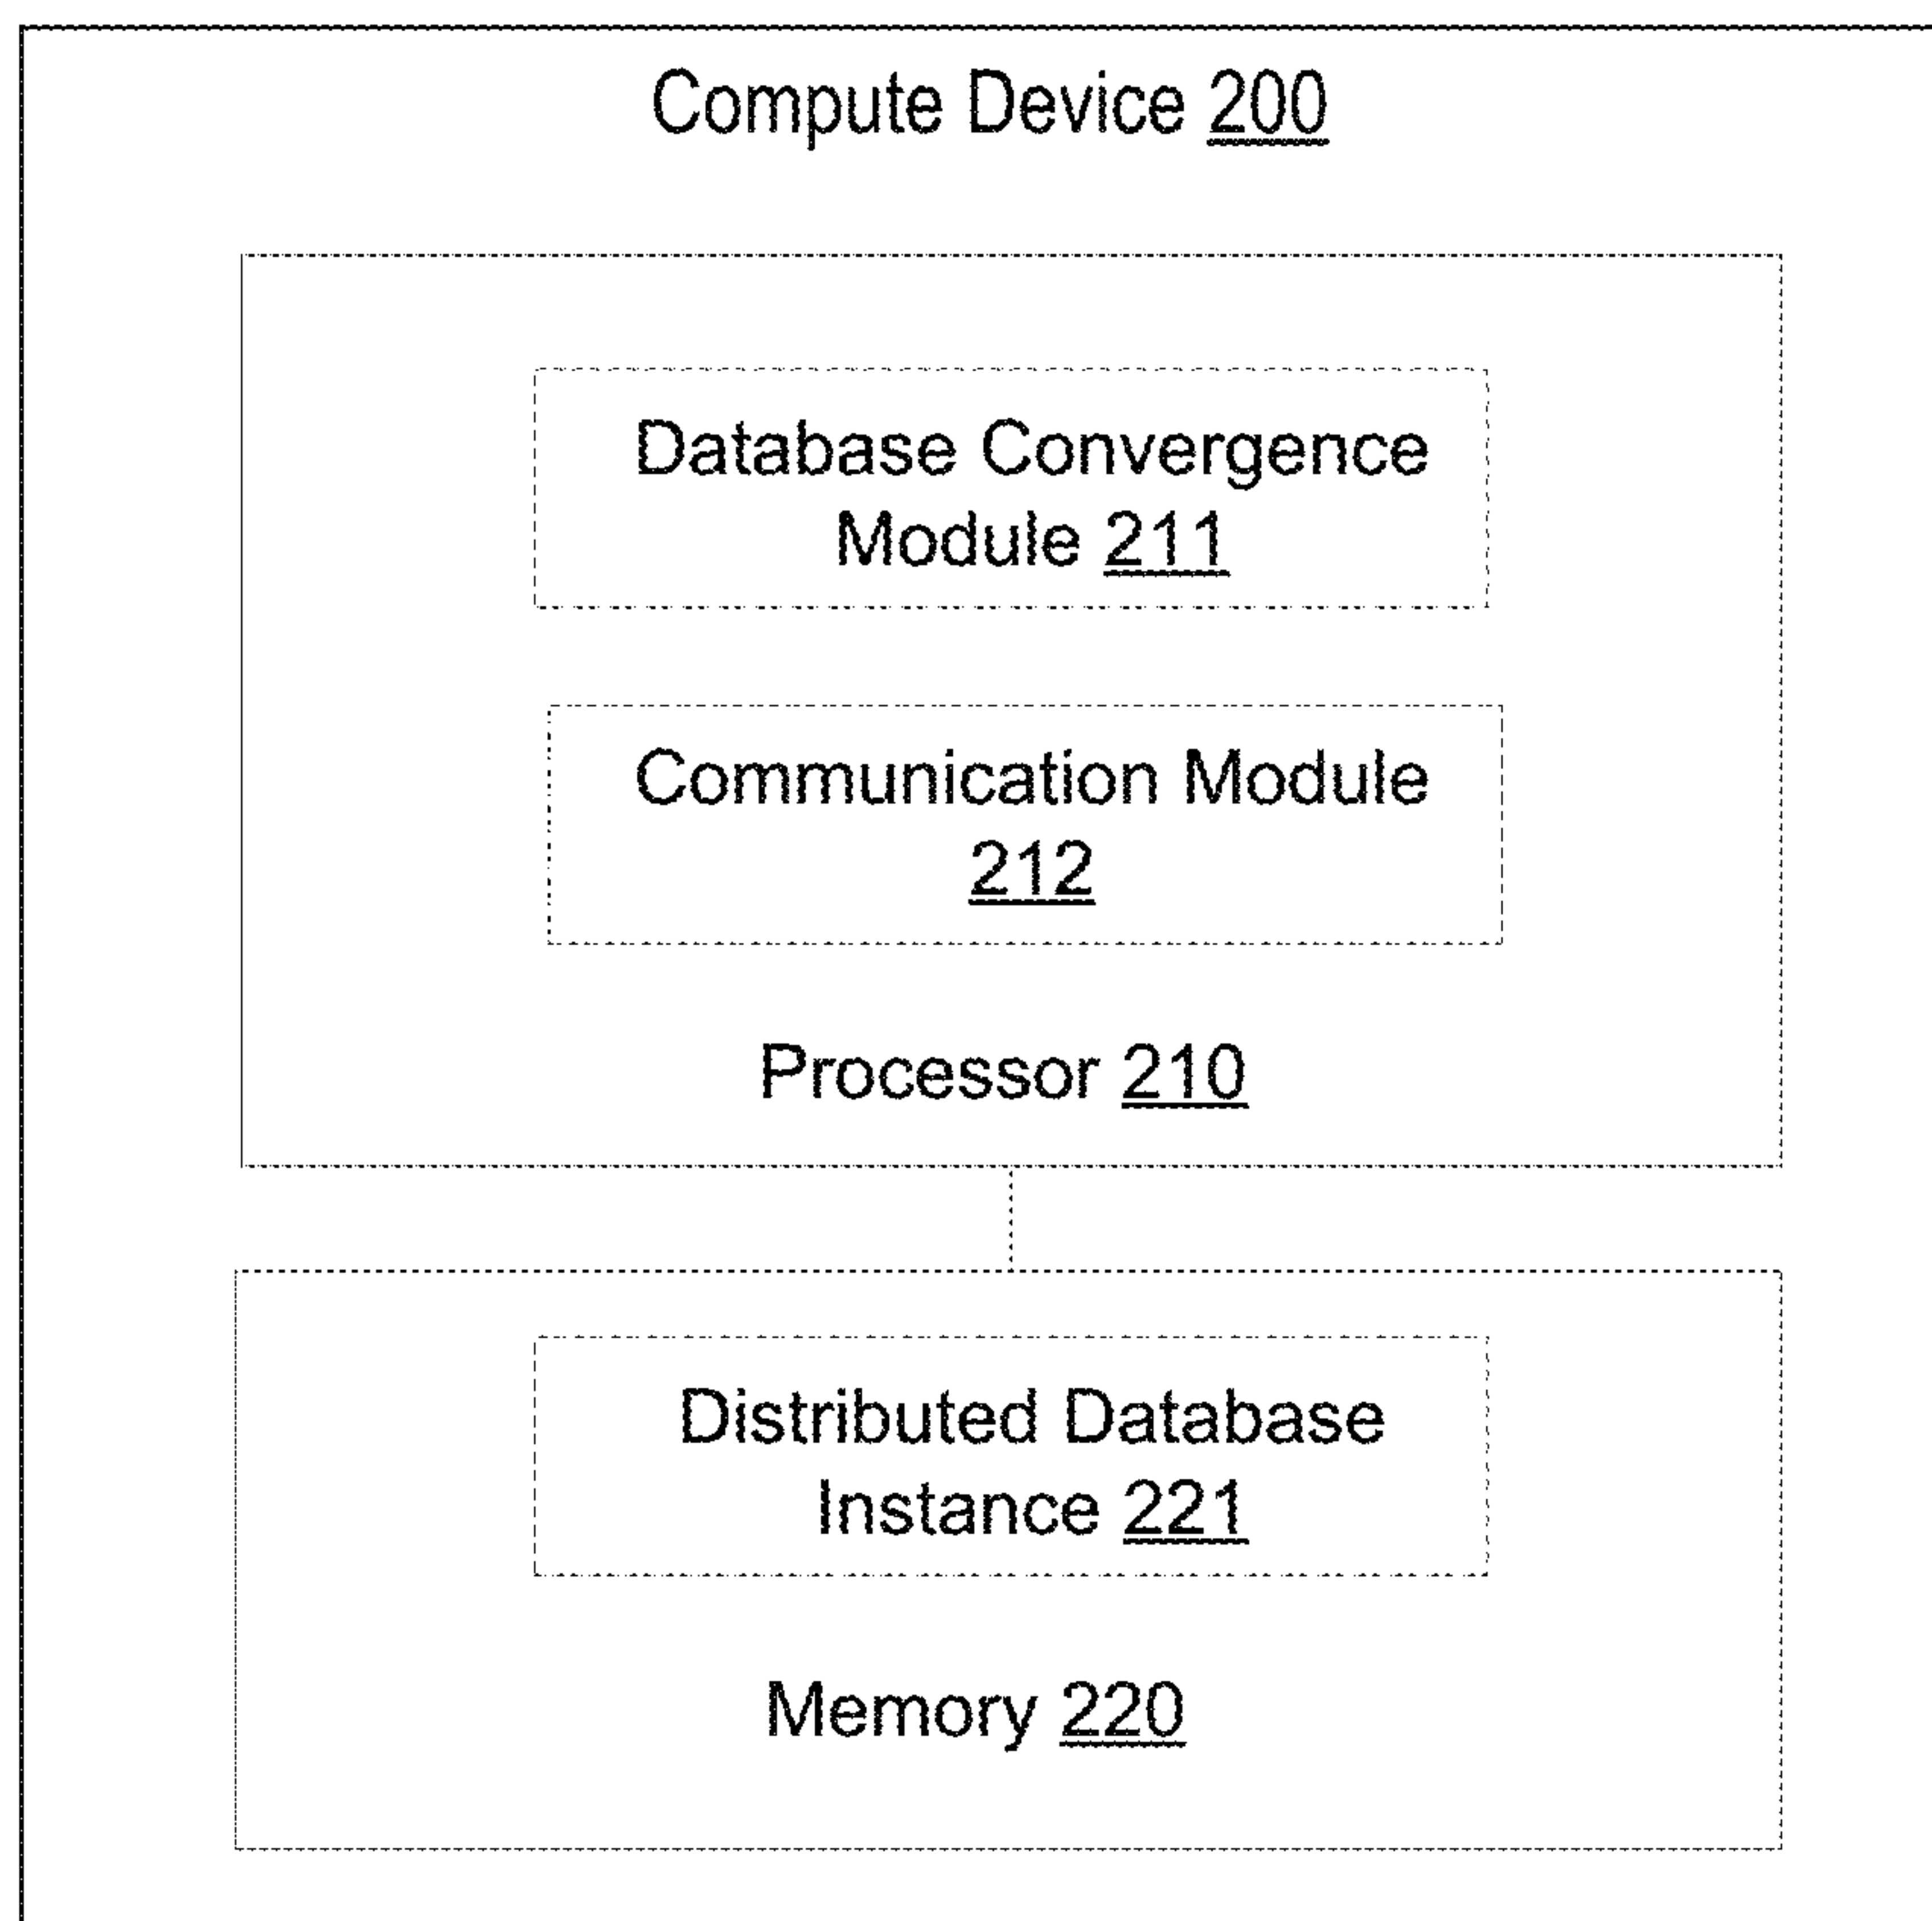 Compute Device 200
Database Convergence
Module 211
Communication Module
212
Processor 210
Distributed Database
Instance 221
Memory 220